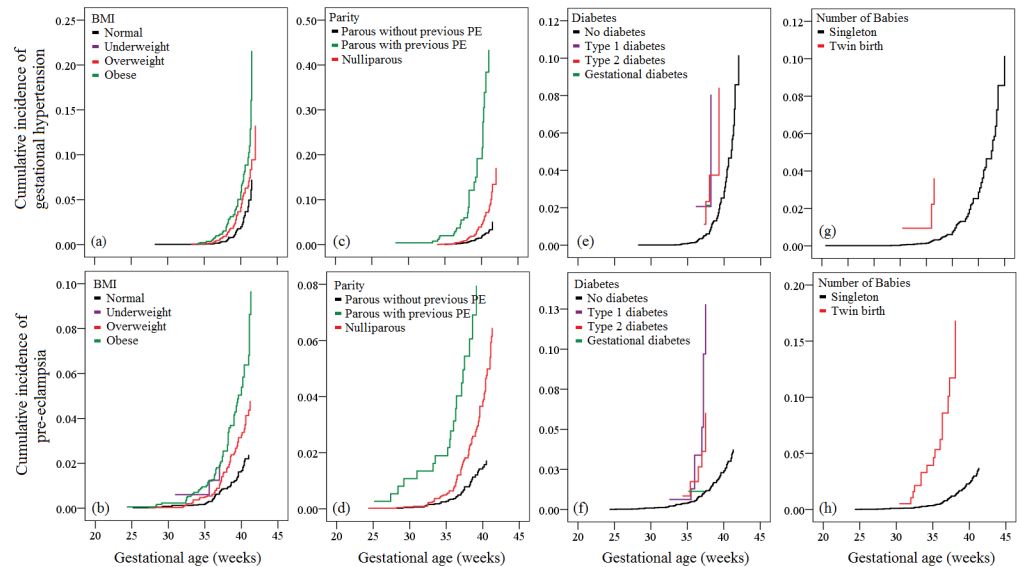 Cumulative incidence of
gestational hypertension
BMI
Normal
Underweight
Overweight
Obese
0.25
0.20
0.15
0.10
0.05
0.00
(a)
Parity
Parous without previous PE
Parous with previous PE
Nulliparous
0.5
0.4
0.3
0.2
0.1
0.0
(c)
Diabetes
No diabetes
Type 1 diabetes
Type 2 diabetes
Gestational diabetes
0.12
0.10
0.08
0.06
0.04
0.02
0.00
(e)
Number of Babies
Singleton
Twin birth
0.12
0.10
0.08
0.06
0.04
0.02
0.00
(g)
Cumulative incidence of
pre-eclampsia
BMI
Normal
Underweight
Overweight
Obese
0.10
0.08
0.06
0.04
0.02
0.00
(b)
20 25 30 35 40 45
Gestational age (weeks)
Parity
Parous without previous PE
Parous with previous PE
Nulliparous
0.08
0.06
0.04
0.02
0.00
(d)
20 25 30 35 40 45
Gestational age (weeks)
Diabetes
No diabetes
Type 1 diabetes
Type 2 diabetes
Gestational diabetes
0.13
0.10
0.08
0.05
0.03
0.00
(f)
20 25 30 35 40 45
Gestational age (weeks)
Number of Babies
Singleton
Twin birth
0.20
0.15
0.10
0.05
0.00
(h)
20 25 30 35 40 45
Gestational age (weeks)